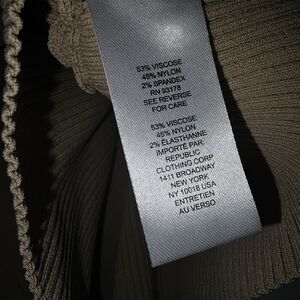 53% VISCOSE
45% NYLON
2% SPANDEX
RN 93178
SEE REVERSE
FOR CARE
53% VISCOSE
45% NYLON
2% ÉLASTHANNE
IMPORTÉ PAR:
REPUBLIC
CLOTHING CORP
1411 BROADWAY
NEW YORK
NY 10018 USA
ENTRETIEN
AU VERSO